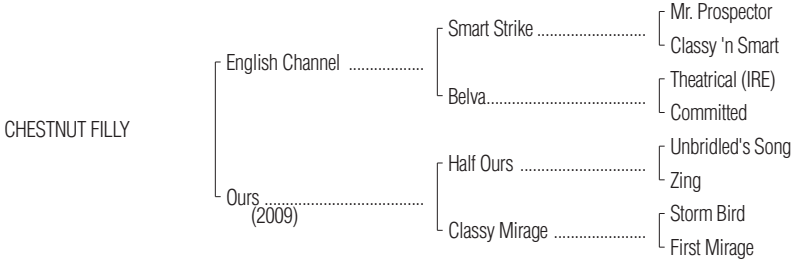 Mr. Prospector
Smart Strike ..........................
Classy 'n Smart
English Channel ..................
Theatrical (IRE)
Belva......................................
Committed
CHESTNUT FILLY
Unbridled's Song
Half Ours ..............................
Zing
Ours ......................................
(2009)
Storm Bird
Classy Mirage ......................
First Mirage